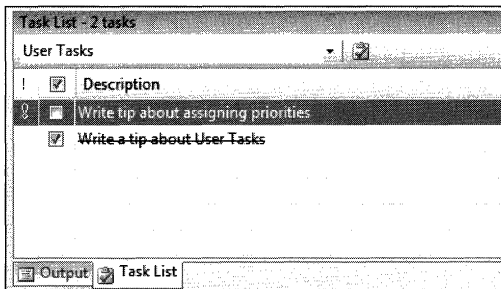 Task List - 2 tasks
User Tasks
! Description
Write tip about assigning priorities
Write a tip about User Tasks
Output Task List